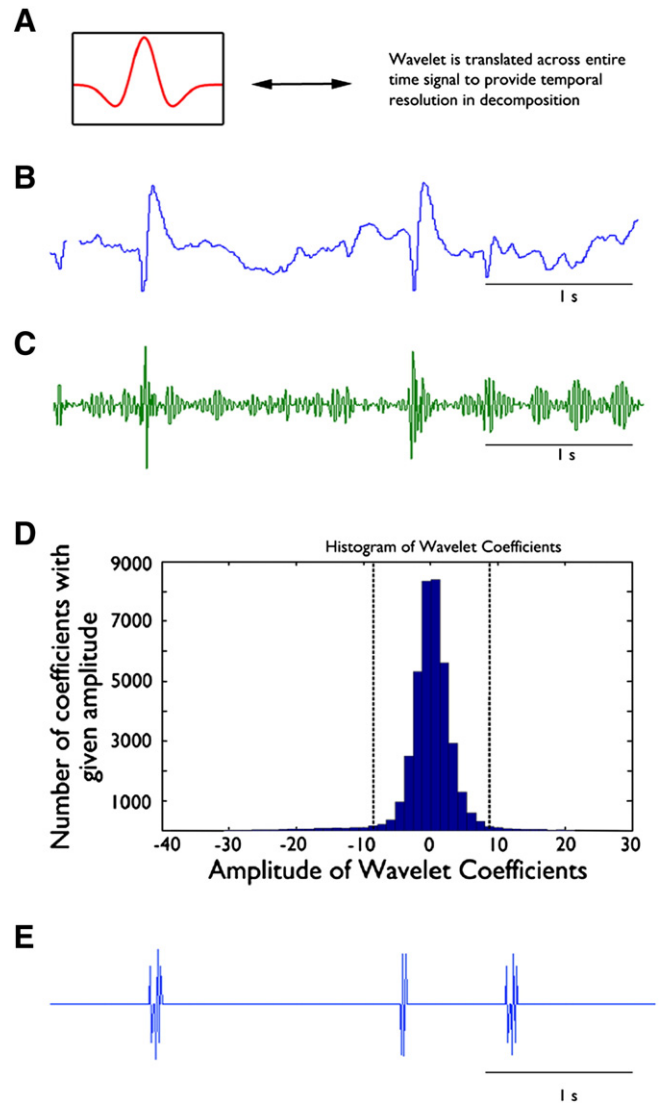 A
Wavelet is translated across entire
time signal to provide temporal
resolution in decomposition
B
1 s
C
1 s
D
Histogram of Wavelet Coefficients
Number of coefficients with
given amplitude
9000
7000
5000
3000
1000
-40 -30 -20 -10 0 10 20 30
Amplitude of Wavelet Coefficients
E
1 s